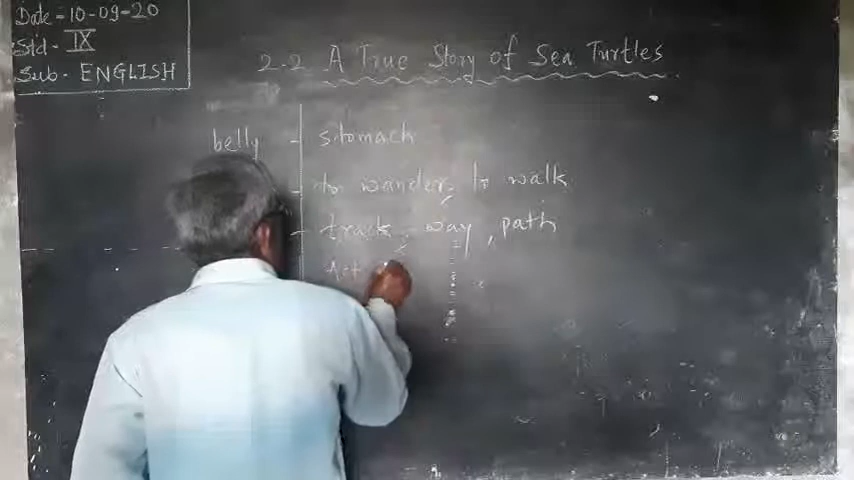 Date = 10-09-20
Std - IX
Sub - ENGLISH
2.2 A True Story of Sea Turtles
belly - stomach
- to wander, to walk
- track, way, path